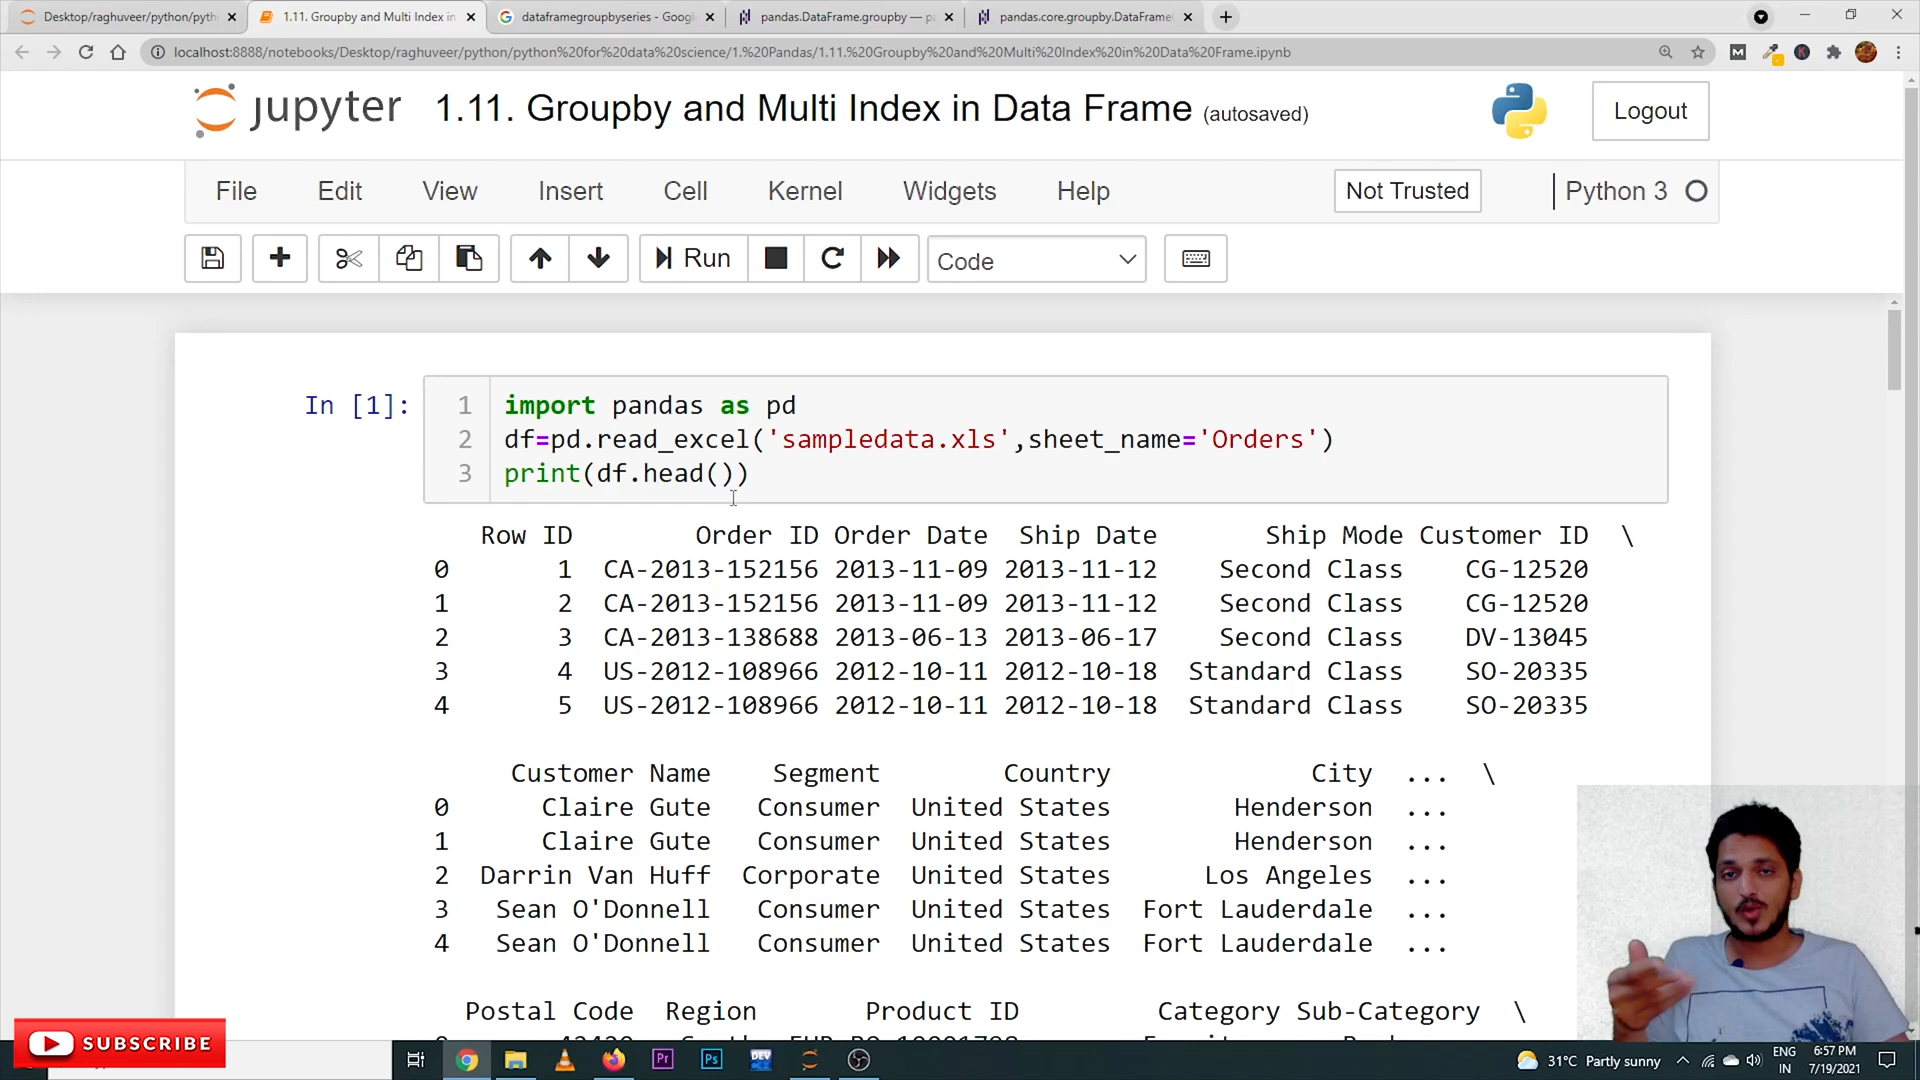 Desktop/raghuveer/python/pyth
1.11. Groupby and Multi Index in
dataframegroupbyseries - Googl
pandas.DataFrame.groupby — p
pandas.core.groupby.DataFrame
localhost:8888/notebooks/Desktop/raghuveer/python/python%20for%20data%20science/1.%20Pandas/1.11.%20Groupby%20and%20Multi%20Index%20in%20Data%20Frame.ipynb
jupyter 1.11. Groupby and Multi Index in Data Frame (autosaved) Logout
File Edit View Insert Cell Kernel Widgets Help Not Trusted Python 3
Run Code
In [1]: 1 import pandas as pd
2 df=pd.read_excel('sampledata.xls',sheet_name='Orders')
3 print(df.head())
Row ID Order ID Order Date Ship Date Ship Mode Customer ID \
0 1 CA-2013-152156 2013-11-09 2013-11-12 Second Class CG-12520
1 2 CA-2013-152156 2013-11-09 2013-11-12 Second Class CG-12520
2 3 CA-2013-138688 2013-06-13 2013-06-17 Second Class DV-13045
3 4 US-2012-108966 2012-10-11 2012-10-18 Standard Class SO-20335
4 5 US-2012-108966 2012-10-11 2012-10-18 Standard Class SO-20335
Customer Name Segment Country City ... \
0 Claire Gute Consumer United States Henderson ...
1 Claire Gute Consumer United States Henderson ...
2 Darrin Van Huff Corporate United States Los Angeles ...
3 Sean O'Donnell Consumer United States Fort Lauderdale ...
4 Sean O'Donnell Consumer United States Fort Lauderdale ...
Postal Code Region Product ID Category Sub-Category \
SUBSCRIBE
Pr Ps DEV
31°C Partly sunny
ENG
IN
6:57 PM
7/19/2021